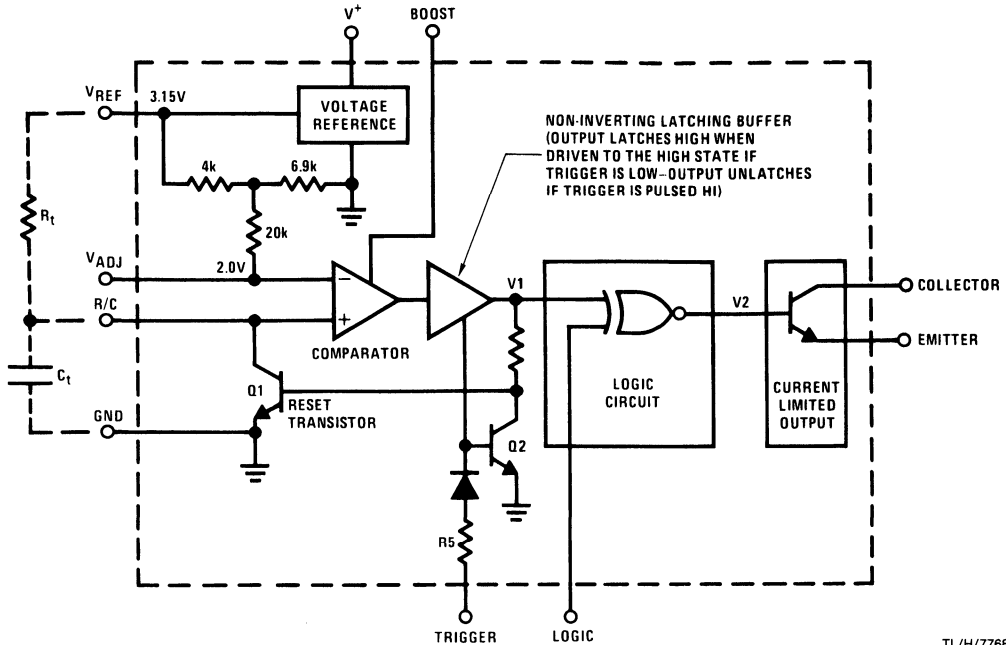 V+
BOOST
VREF
3.15V
VOLTAGE
REFERENCE
NON-INVERTING LATCHING BUFFER
(OUTPUT LATCHES HIGH WHEN
DRIVEN TO THE HIGH STATE IF
TRIGGER IS LOW–OUTPUT UNLATCHES
IF TRIGGER IS PULSED HI)
4k
6.9k
Rt
20k
VADJ
2.0V
−
R/C
+
COMPARATOR
V1
V2
COLLECTOR
EMITTER
Ct
Q1
RESET
TRANSISTOR
LOGIC
CIRCUIT
CURRENT
LIMITED
OUTPUT
GND
Q2
R5
TRIGGER
LOGIC